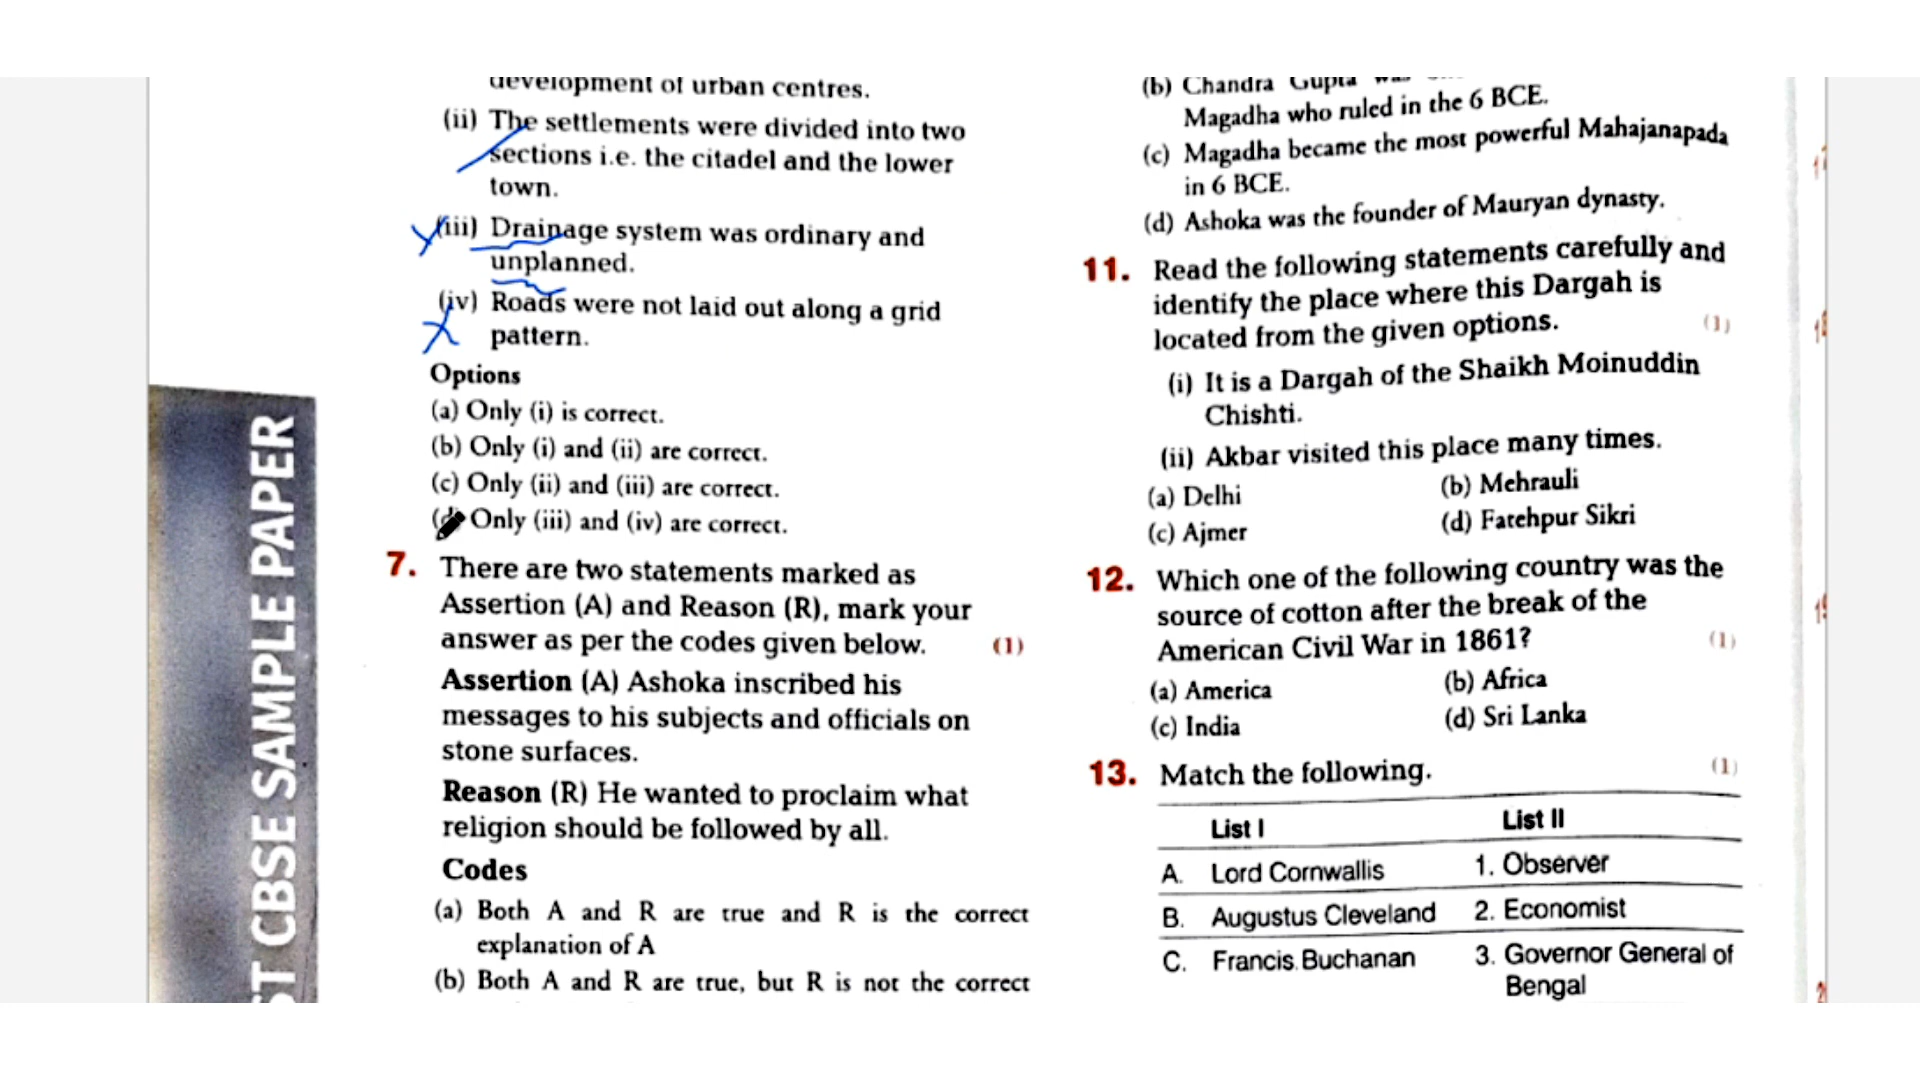 development of urban centres.
(ii) The settlements were divided into two
sections i.e. the citadel and the lower
town.
(iii) Drainage system was ordinary and
unplanned.
(iv) Roads were not laid out along a grid
pattern.
Options
(a) Only (i) is correct.
(b) Only (i) and (ii) are correct.
(c) Only (ii) and (iii) are correct.
(d) Only (iii) and (iv) are correct.
7. There are two statements marked as
Assertion (A) and Reason (R), mark your
answer as per the codes given below. (1)
Assertion (A) Ashoka inscribed his
messages to his subjects and officials on
stone surfaces.
Reason (R) He wanted to proclaim what
religion should be followed by all.
Codes
(a) Both A and R are true and R is the correct
explanation of A
(b) Both A and R are true, but R is not the correct
(b) Chandra Gupta was
Magadha who ruled in the 6 BCE.
(c) Magadha became the most powerful Mahajanapada
in 6 BCE.
(d) Ashoka was the founder of Mauryan dynasty.
11. Read the following statements carefully and
identify the place where this Dargah is
located from the given options. (1)
(i) It is a Dargah of the Shaikh Moinuddin
Chishti.
(ii) Akbar visited this place many times.
(a) Delhi (b) Mehrauli
(c) Ajmer (d) Fatehpur Sikri
12. Which one of the following country was the
source of cotton after the break of the
American Civil War in 1861? (1)
(a) America (b) Africa
(c) India (d) Sri Lanka
13. Match the following. (1)
List I List II
A. Lord Cornwallis 1. Observer
B. Augustus Cleveland 2. Economist
C. Francis Buchanan 3. Governor General of
Bengal
ST CBSE SAMPLE PAPER